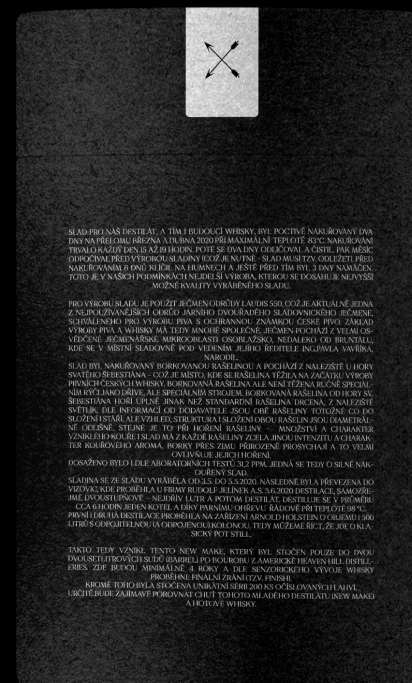 SLAD PRO NÁŠ DESTILÁT, A TÍM I BUDOUCÍ WHISKY, BYL POCTIVĚ NAKUŘOVANÝ DVA
DNY NA PŘELOMU BŘEZNA A DUBNA 2020 PŘI MAXIMÁLNÍ TEPLOTĚ 83°C. NAKUŘOVÁNÍ
TRVALO KAŽDÝ DEN 15 AŽ 19 HODIN. POTÉ SE DVA DNY ODKLIČOVAL A ČISTIL, PAK MĚSÍC
ODPOČÍVAL PŘED VÝROBOU SLADINY (COŽ JE NUTNÉ - SLAD MUSÍ TZV. ODLEŽET). PŘED
NAKUŘOVÁNÍM 6 DNŮ KLÍČIL NA HUMNECH A JEŠTĚ PŘED TÍM BYL 3 DNY NAMÁČEN.
TOTO JE V NAŠICH PODMÍNKÁCH NEJDELŠÍ VÝROBA, KTEROU SE DOSAHUJE NEJVYŠŠÍ
MOŽNÉ KVALITY VYRÁBĚNÉHO SLADU.
PRO VÝROBU SLADU JE POUŽIT JEČMEN ODRŮDY LAUDIS 550, COŽ JE AKTUÁLNĚ JEDNA
Z NEJPOUŽÍVANĚJŠÍCH ODRŮD JARNÍHO DVOUŘADÉHO SLADOVNICKÉHO JEČMENE,
SCHVÁLENÉHO PRO VÝROBU PIVA S OCHRANNOU ZNÁMKOU ČESKÉ PIVO. ZÁKLAD
VÝROBY PIVA A WHISKY MÁ TEDY MNOHÉ SPOLEČNÉ. JEČMEN POCHÁZÍ Z VELMI OS-
VĚDČENÉ JEČMENÁŘSKÉ MIKROOBLASTI OSOBLAŽSKO, NEDALEKO OD BRUNTÁLU,
KDE SE V MÍSTNÍ SLADOVNĚ POD VEDENÍM JEJÍHO ŘEDITELE ING.PAVLA VAVŘÍKA,
NARODIL.
SLAD BYL NAKUŘOVANÝ BORKOVANOU RAŠELINOU A POCHÁZÍ Z NALEZIŠTĚ U HORY
SVATÉHO ŠEBESTIÁNA - COŽ JE MÍSTO, KDE SE RAŠELINA TĚŽILA NA ZAČÁTKU VÝROBY
PRVNÍCH ČESKÝCH WHISKY. BORKOVANÁ RAŠELINA ALE NENÍ TĚŽENA RUČNĚ SPECIÁL-
NÍM RÝČI JAKO DŘÍVE, ALE SPECIÁLNÍM STROJEM. BORKOVANÁ RAŠELINA OD HORY SV.
ŠEBESTIÁNA HOŘÍ ÚPLNĚ JINAK NEŽ STANDARDNÍ RAŠELINA DRCENÁ, Z NALEZIŠTĚ
SVĚTLÍK. DLE INFORMACÍ OD DODAVATELE JSOU OBĚ RAŠELINY TOTOŽNÉ CO DO
SLOŽENÍ I STÁŘÍ, ALE VZHLED, STRUKTURA I SLOŽENÍ OBOU RAŠELIN JSOU DIAMETRÁL-
NĚ ODLIŠNÉ. STEJNĚ JE TO PŘI HOŘENÍ RAŠELINY - MNOŽSTVÍ A CHARAKTER
VZNIKLÉHO KOUŘE I SLAD MÁ Z KAŽDÉ RAŠELINY ZCELA JINOU INTENZITU A CHARAK-
TER KOUŘOVÉHO AROMA. BORKY PŘES ZIMU PŘIROZENĚ PROSYCHAJÍ A TO VELMI
OVLIVŇUJE JEJICH HOŘENÍ.
DOSAŽENO BYLO I.DLE ABORATORNÍCH TESTŮ 31,2 PPM. JEDNÁ SE TEDY O SILNĚ NAK-
OUŘENÝ SLAD.
SLADINA SE ZE SLADU VYRÁBĚLA OD 3.5. DO 5.5.2020. NÁSLEDNĚ BYLA PŘEVEZENA DO
VIZOVIC, KDE PROBĚHLA U FIRMY RUDOLF JELÍNEK A.S. 5.-6.2020 DESTILACE, SAMOZŘE-
JMĚ DVOUSTUPŇOVĚ - NEJDŘÍV LUTR A POTOM DESTILÁT. DESTILUJE SE V PRŮMĚRU
CCA 6 HODIN JEDEN KOTEL A DÍKY PARNÍMU OHŘEVU ŘÁDOVĚ PŘI TEPLOTĚ 98 °C.
PRVNÍ I DRUHÁ DESTILACE PROBĚHLA NA ZAŘÍZENÍ ARNOLD HOLSTEIN O OBJEMU 1 500
LITRŮ S ODPOJITELNOU (A ODPOJENOU) KOLONOU, TEDY MŮŽEME ŘÍCT, ŽE JDE O KLA-
SICKÝ POT STILL.
TAKTO TEDY VZNIKL TENTO NEW MAKE, KTERÝ BYL STOČEN POUZE DO DVOU
DVOUSETLITROVÝCH SUDŮ (BARREL) PO BOURBONU Z AMERICKÉ HEAVEN HILL DISTILL-
ERIES. ZDE BUDOU MINIMÁLNĚ 4 ROKY A DLE SENZORICKÉHO VÝVOJE WHISKY
PROBĚHNE FINÁLNÍ ZRÁNÍ (TZV. FINISH).
KROMĚ TOHO BYLA STOČENA UNIKÁTNÍ SÉRIE 200 KS OČÍSLOVANÝCH LAHVÍ.
URČITĚ BUDE ZAJÍMAVÉ POROVNAT CHUŤ TOHOTO MLADÉHO DESTILÁTU (NEW MAKE)
A HOTOVÉ WHISKY.